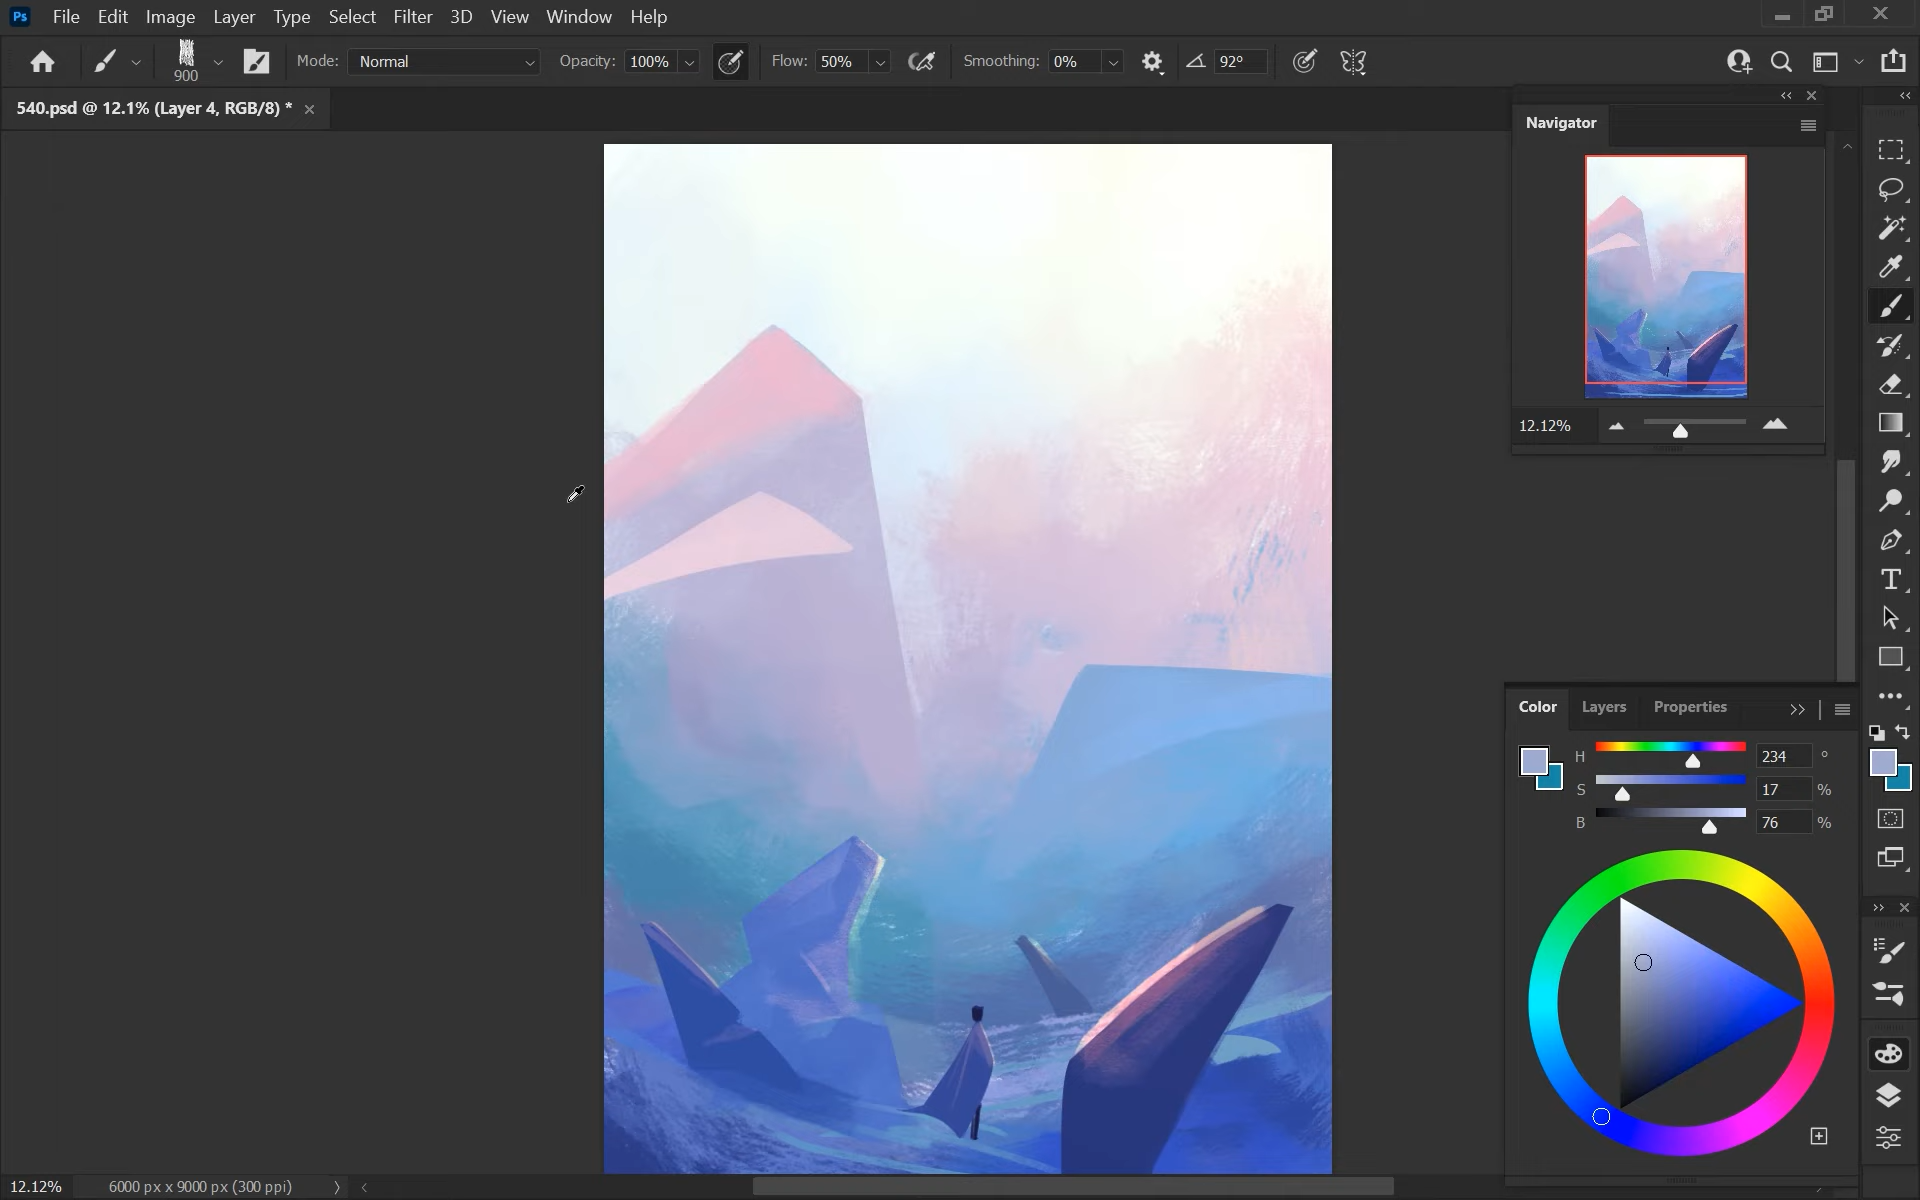 Ps File Edit Image Layer Type Select Filter 3D View Window Help
900 Mode: Normal Opacity: 100% Flow: 50% Smoothing: 0% 92°
540.psd @ 12.1% (Layer 4, RGB/8) *
Navigator
12.12%
Color Layers Properties
H 234 °
S 17 %
B 76 %
12.12% 6000 px x 9000 px (300 ppi)